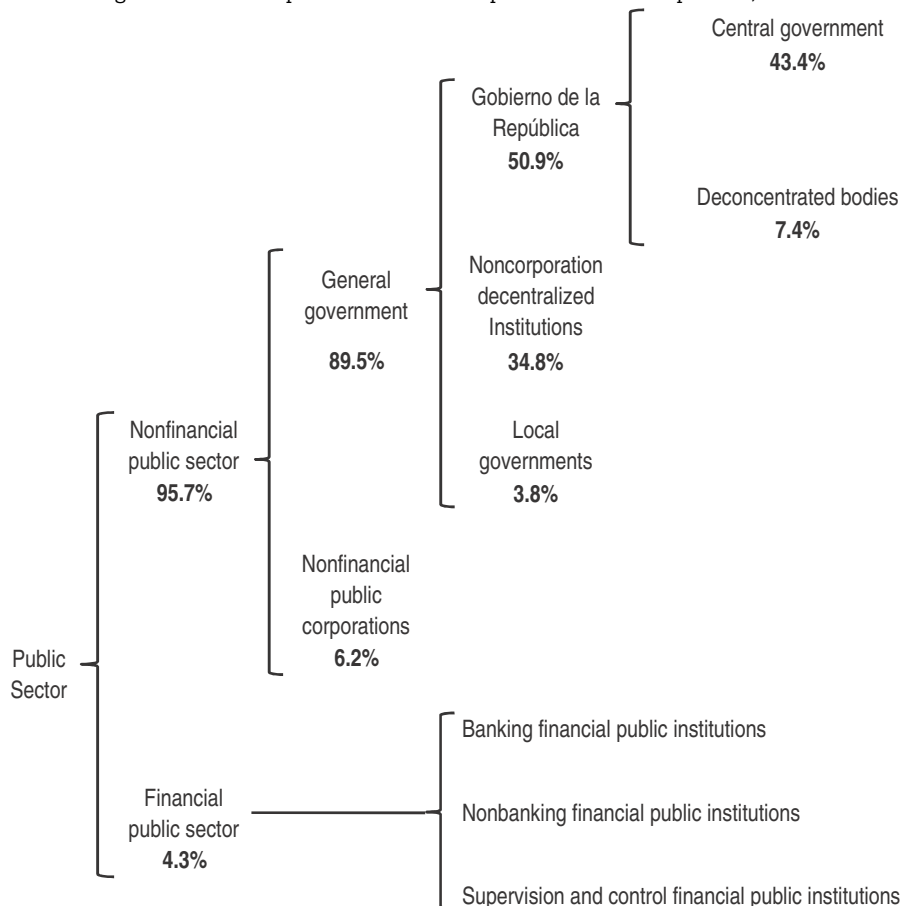 Central government
43.4%
Gobierno de la
República
50.9%
Deconcentrated bodies
7.4%
General
government
89.5%
Noncorporation
decentralized
Institutions
34.8%
Nonfinancial
public sector
95.7%
Local
governments
3.8%
Nonfinancial
public
corporations
6.2%
Public
Sector
Banking financial public institutions
Financial
public sector
4.3%
Nonbanking financial public institutions
Supervision and control financial public institutions